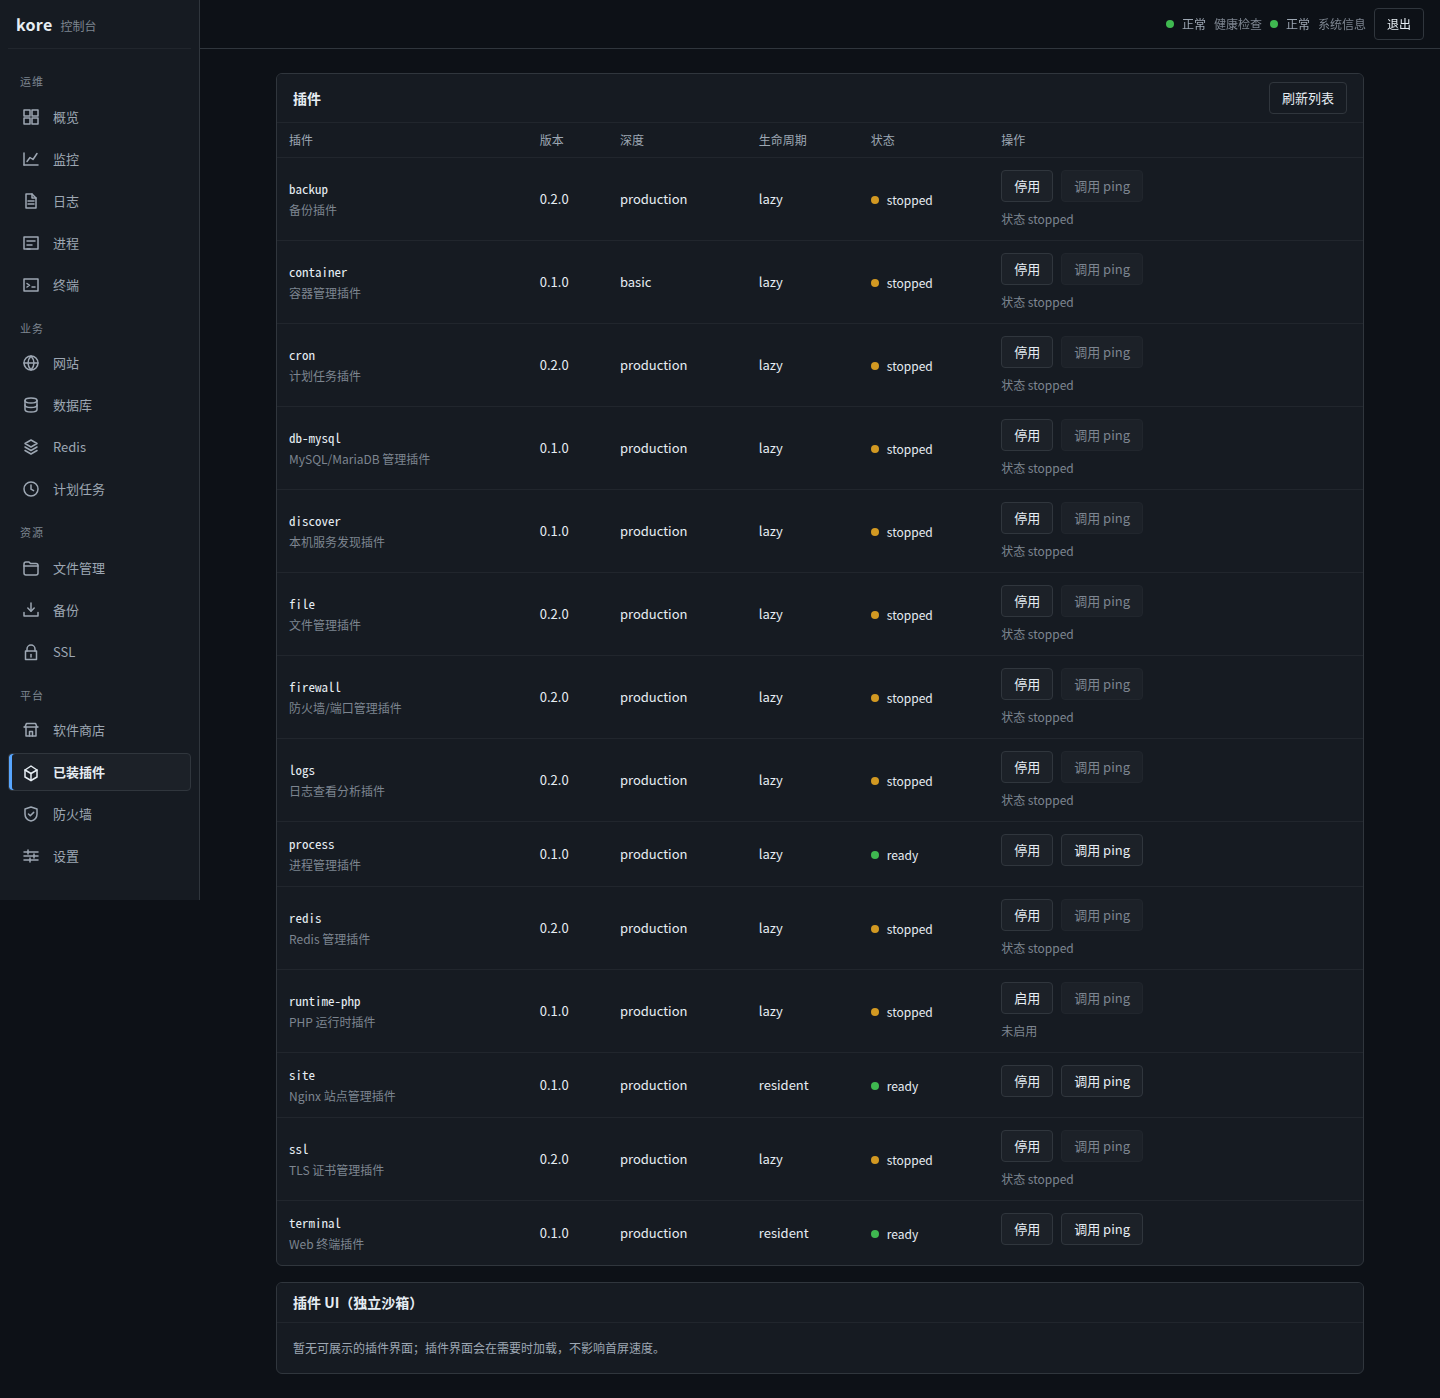 kore 控制台
正常 健康检查 正常 系统信息 退出
运维
概览
监控
日志
进程
终端
业务
网站
数据库
Redis
计划任务
资源
文件管理
备份
SSL
平台
软件商店
已装插件
防火墙
设置
插件 刷新列表
插件 版本 深度 生命周期 状态 操作
backup 0.2.0 production lazy stopped 停用 调用 ping
备份插件 状态 stopped
container 0.1.0 basic lazy stopped 停用 调用 ping
容器管理插件 状态 stopped
cron 0.2.0 production lazy stopped 停用 调用 ping
计划任务插件 状态 stopped
db-mysql 0.1.0 production lazy stopped 停用 调用 ping
MySQL/MariaDB 管理插件 状态 stopped
discover 0.1.0 production lazy stopped 停用 调用 ping
本机服务发现插件 状态 stopped
file 0.2.0 production lazy stopped 停用 调用 ping
文件管理插件 状态 stopped
firewall 0.2.0 production lazy stopped 停用 调用 ping
防火墙/端口管理插件 状态 stopped
logs 0.2.0 production lazy stopped 停用 调用 ping
日志查看分析插件 状态 stopped
process 0.1.0 production lazy ready 停用 调用 ping
进程管理插件
redis 0.2.0 production lazy stopped 停用 调用 ping
Redis 管理插件 状态 stopped
runtime-php 0.1.0 production lazy stopped 启用 调用 ping
PHP 运行时插件 未启用
site 0.1.0 production resident ready 停用 调用 ping
Nginx 站点管理插件
ssl 0.2.0 production lazy stopped 停用 调用 ping
TLS 证书管理插件 状态 stopped
terminal 0.1.0 production resident ready 停用 调用 ping
Web 终端插件
插件 UI（独立沙箱）
暂无可展示的插件界面；插件界面会在需要时加载，不影响首屏速度。